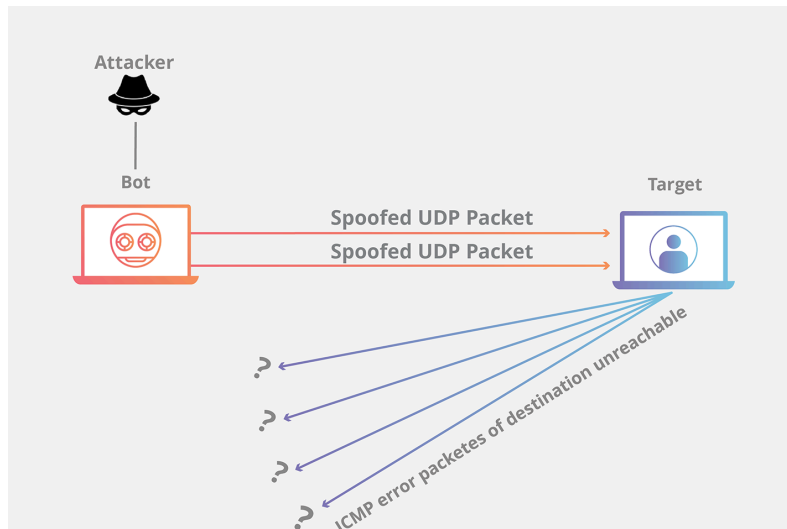 Attacker
Bot
Target
Spoofed UDP Packet
Spoofed UDP Packet
?
?
?
?
ICMP error packetes of destination unreachable